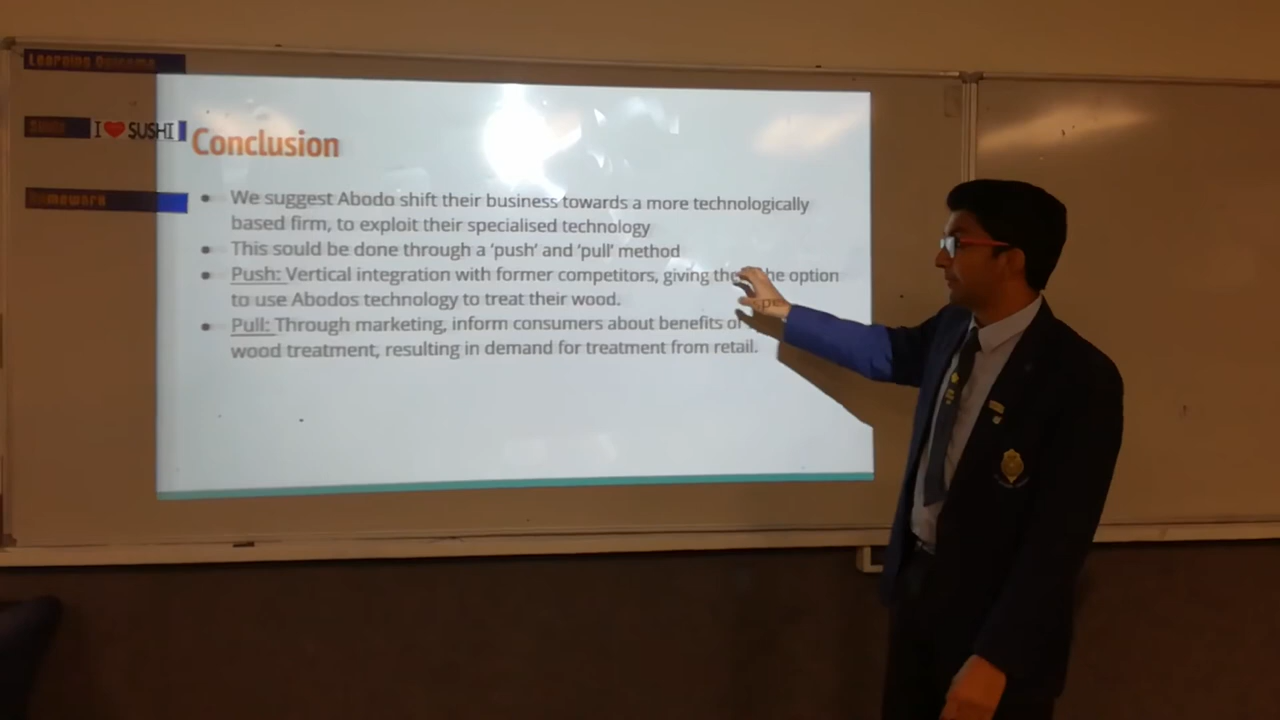 Learning Outcome
I ❤ SUSHI
Homework
Conclusion
• We suggest Abodo shift their business towards a more technologically
based firm, to exploit their specialised technology
• This sould be done through a 'push' and 'pull' method
• Push: Vertical integration with former competitors, giving the option
to use Abodos technology to treat their wood.
• Pull: Through marketing, inform consumers about benefits of
wood treatment, resulting in demand for treatment from retail.